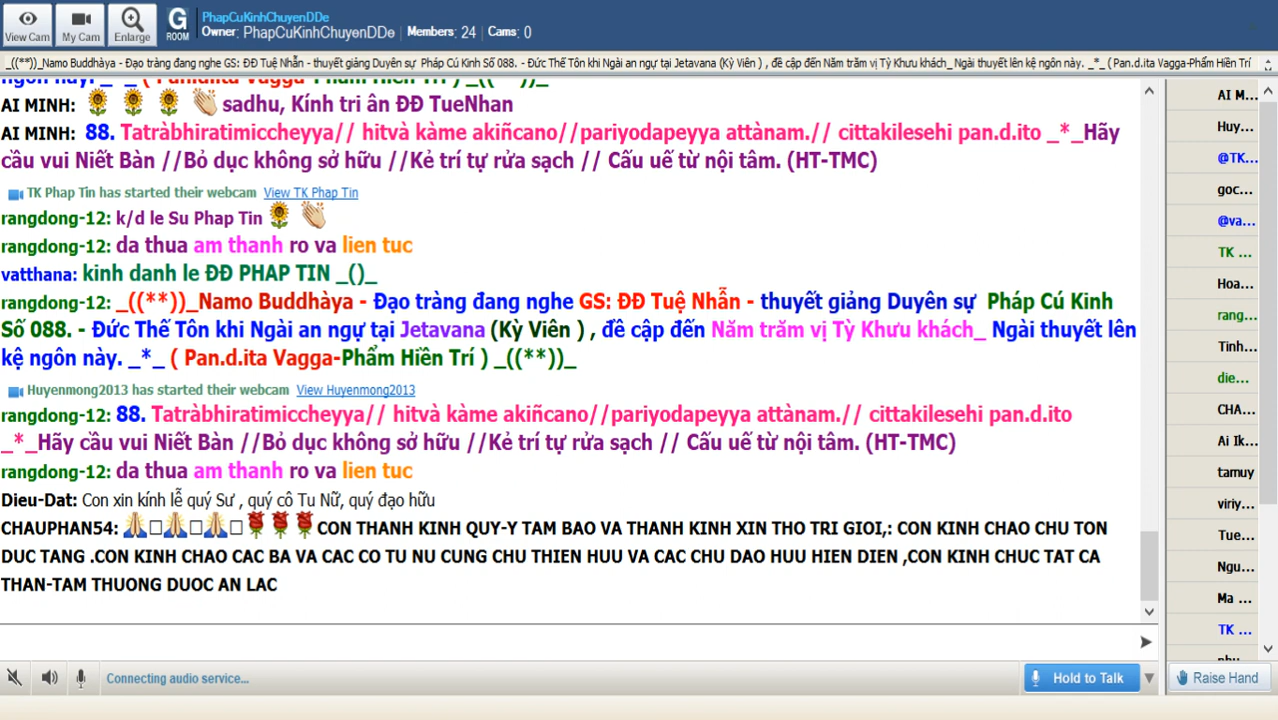 PhapCuKinhChuyenDDe
Owner: PhapCuKinhChuyenDDe Members: 24 Cams: 0
View Cam
My Cam
Enlarge
G
ROOM
_((**))_Namo Buddhàya - Đạo tràng đang nghe GS: ĐĐ Tuệ Nhẫn - thuyết giảng Duyên sự Pháp Cú Kinh Số 088. - Đức Thế Tôn khi Ngài an ngự tại Jetavana (Kỳ Viên) , đề cập đến Năm trăm vị Tỳ Khưu khách_ Ngài thuyết lên kệ ngôn này. _*_ ( Pan.d.ita Vagga-Phẩm Hiền Trí
ngôn này. _*_ ( Pan.d.ita Vagga-Phẩm Hiền Trí ) _((**))_
AI MINH: sadhu, Kính tri ân ĐĐ TueNhan
AI MINH: 88. Tatràbhiratimiccheyya// hitvà kàme akiñcano//pariyodapeyya attànam.// cittakilesehi pan.d.ito _*_Hãy
cầu vui Niết Bàn //Bỏ dục không sở hữu //Kẻ trí tự rửa sạch // Cấu uế từ nội tâm. (HT-TMC)
TK Phap Tin has started their webcam View TK Phap Tin
rangdong-12: k/d le Su Phap Tin
rangdong-12: da thua am thanh ro va lien tuc
vatthana: kinh danh le ĐĐ PHAP TIN _()_
rangdong-12: _((**))_Namo Buddhàya - Đạo tràng đang nghe GS: ĐĐ Tuệ Nhẫn - thuyết giảng Duyên sự Pháp Cú Kinh
Số 088. - Đức Thế Tôn khi Ngài an ngự tại Jetavana (Kỳ Viên ) , đề cập đến Năm trăm vị Tỳ Khưu khách_ Ngài thuyết lên
kệ ngôn này. _*_ ( Pan.d.ita Vagga-Phẩm Hiền Trí ) _((**))_
Huyenmong2013 has started their webcam View Huyenmong2013
rangdong-12: 88. Tatràbhiratimiccheyya// hitvà kàme akiñcano//pariyodapeyya attànam.// cittakilesehi pan.d.ito
_*_Hãy cầu vui Niết Bàn //Bỏ dục không sở hữu //Kẻ trí tự rửa sạch // Cấu uế từ nội tâm. (HT-TMC)
rangdong-12: da thua am thanh ro va lien tuc
Dieu-Dat: Con xin kính lễ quý Sư , quý cô Tu Nữ, quý đạo hữu
CHAUPHAN54: CON THANH KINH QUY-Y TAM BAO VA THANH KINH XIN THO TRI GIOI,: CON KINH CHAO CHU TON
DUC TANG .CON KINH CHAO CAC BA VA CAC CO TU NU CUNG CHU THIEN HUU VA CAC CHU DAO HUU HIEN DIEN ,CON KINH CHUC TAT CA
THAN-TAM THUONG DUOC AN LAC
AI M...
Huy...
@TK...
goc...
@va...
TK ...
Hoa...
rang...
Tinh...
die...
CHA...
Ai Ik...
tamuy
viriy...
Tue...
Ngu...
Ma ...
TK ...
Connecting audio service...
Hold to Talk
Raise Hand